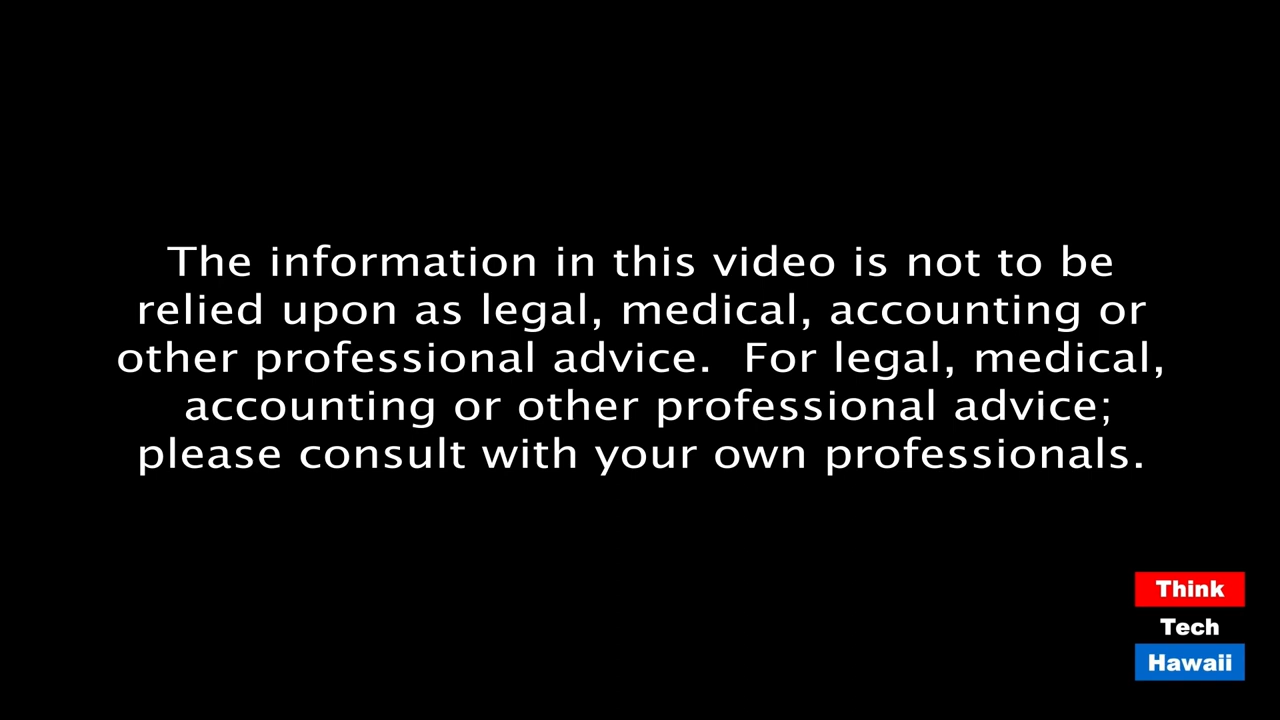 The information in this video is not to be
relied upon as legal, medical, accounting or
other professional advice.  For legal, medical,
accounting or other professional advice;
please consult with your own professionals.
Think
Tech
Hawaii